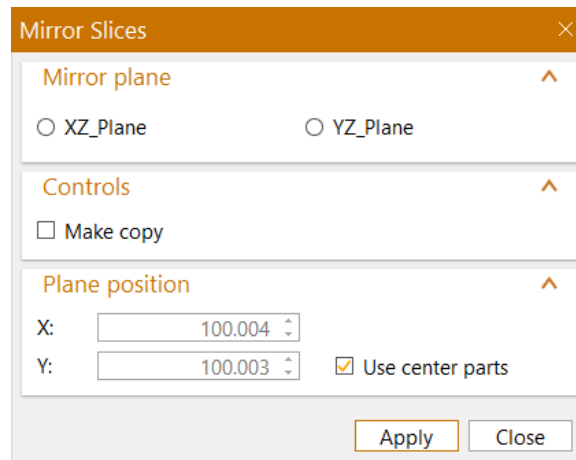 Mirror Slices
Mirror plane
XZ_Plane YZ_Plane
Controls
Make copy
Plane position
X: 100.004
Y: 100.003 Use center parts
Apply Close